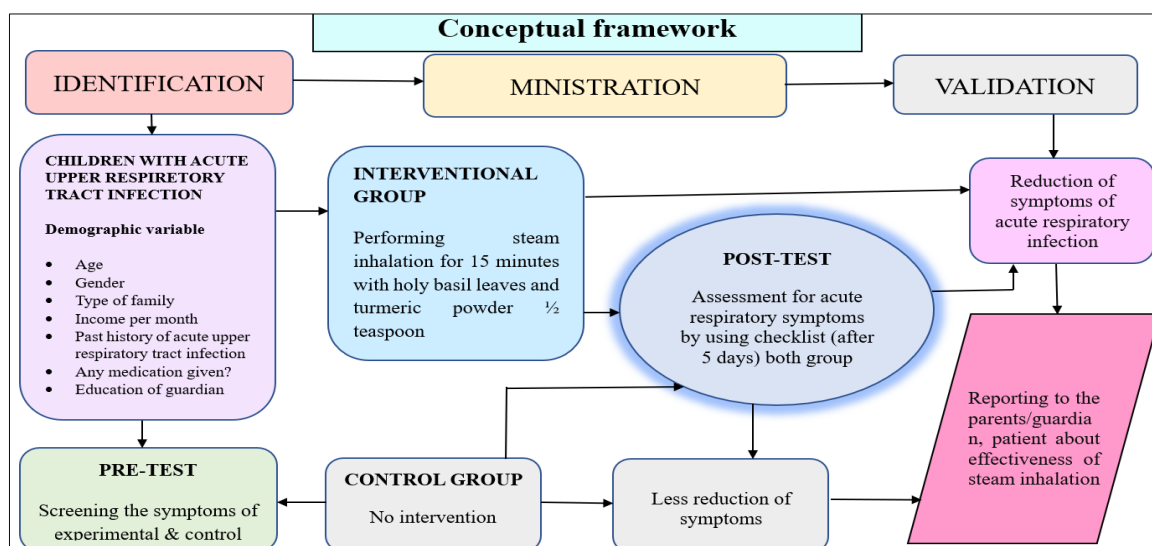 Conceptual framework
IDENTIFICATION
MINISTRATION
VALIDATION
CHILDREN WITH ACUTE
UPPER RESPIRITORY
TRACT INFECTION
Demographic variable
• Age
• Gender
• Type of family
• Income per month
• Past history of acute upper
respiratory tract infection
• Any medication given?
• Education of guardian
INTERVENTIONAL
GROUP
Performing steam
inhalation for 15 minutes
with holy basil leaves and
turmeric powder ½
teaspoon
POST-TEST
Assessment for acute
respiratory symptoms
by using checklist (after
5 days) both group
Reduction of
symptoms of
acute respiratory
infection
PRE-TEST
Screening the symptoms of
experimental & control
CONTROL GROUP
No intervention
Less reduction of
symptoms
Reporting to the
parents/guardia
n, patient about
effectiveness of
steam inhalation